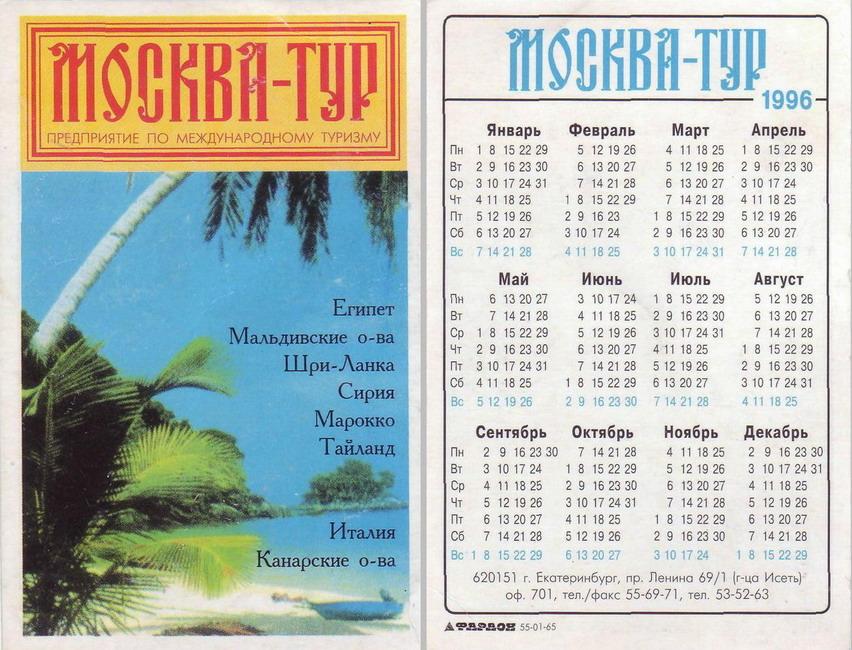 МОСКВА-ТУР
ПРЕДПРИЯТИЕ ПО МЕЖДУНАРОДНОМУ ТУРИЗМУ
Египет
Мальдивские о-ва
Шри-Ланка
Сирия
Марокко
Тайланд
Италия
Канарские о-ва
МОСКВА-ТУР
1996
Январь Февраль Март Апрель
Пн 1 8 15 22 29 5 12 19 26 4 11 18 25 1 8 15 22 29
Вт 2 9 16 23 30 6 13 20 27 5 12 19 26 2 9 16 23 30
Ср 3 10 17 24 31 7 14 21 28 6 13 20 27 3 10 17 24
Чт 4 11 18 25 1 8 15 22 29 7 14 21 28 4 11 18 25
Пт 5 12 19 26 2 9 16 23 1 8 15 22 29 5 12 19 26
Сб 6 13 20 27 3 10 17 24 2 9 16 23 30 6 13 20 27
Вс 7 14 21 28 4 11 18 25 3 10 17 24 31 7 14 21 28
Май Июнь Июль Август
Пн 6 13 20 27 3 10 17 24 1 8 15 22 29 5 12 19 26
Вт 7 14 21 28 4 11 18 25 2 9 16 23 30 6 13 20 27
Ср 1 8 15 22 29 5 12 19 26 3 10 17 24 31 7 14 21 28
Чт 2 9 16 23 30 6 13 20 27 4 11 18 25 1 8 15 22 29
Пт 3 10 17 24 31 7 14 21 28 5 12 19 26 2 9 16 23 30
Сб 4 11 18 25 1 8 15 22 29 6 13 20 27 3 10 17 24 31
Вс 5 12 19 26 2 9 16 23 30 7 14 21 28 4 11 18 25
Сентябрь Октябрь Ноябрь Декабрь
Пн 2 9 16 23 30 7 14 21 28 4 11 18 25 2 9 16 23 30
Вт 3 10 17 24 1 8 15 22 29 5 12 19 26 3 10 17 24 31
Ср 4 11 18 25 2 9 16 23 30 6 13 20 27 4 11 18 25
Чт 5 12 19 26 3 10 17 24 31 7 14 21 28 5 12 19 26
Пт 6 13 20 27 4 11 18 25 1 8 15 22 29 6 13 20 27
Сб 7 14 21 28 5 12 19 26 2 9 16 23 30 7 14 21 28
Вс 1 8 15 22 29 6 13 20 27 3 10 17 24 1 8 15 22 29
620151 г. Екатеринбург, пр. Ленина 69/1 (г-ца Исеть)
оф. 701, тел./факс 55-69-71, тел. 53-52-63
ФАРАОН 55-01-65